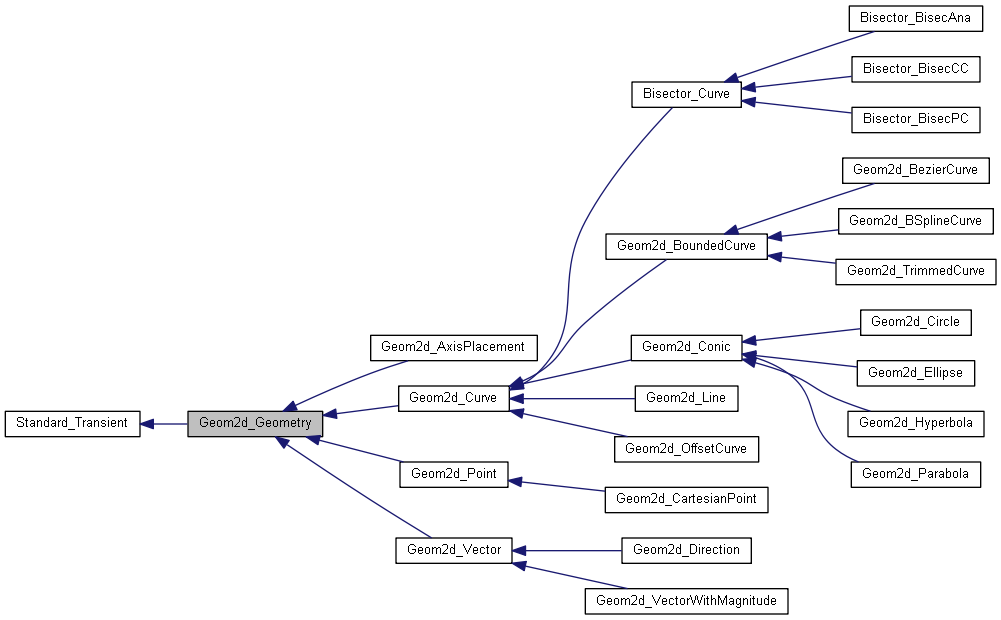 Bisector_BisecAna
Bisector_BisecCC
Bisector_Curve
Bisector_BisecPC
Geom2d_BezierCurve
Geom2d_BSplineCurve
Geom2d_BoundedCurve
Geom2d_TrimmedCurve
Geom2d_Circle
Geom2d_AxisPlacement
Geom2d_Conic
Geom2d_Ellipse
Geom2d_Curve
Geom2d_Line
Standard_Transient
Geom2d_Geometry
Geom2d_Hyperbola
Geom2d_OffsetCurve
Geom2d_Point
Geom2d_Parabola
Geom2d_CartesianPoint
Geom2d_Vector
Geom2d_Direction
Geom2d_VectorWithMagnitude